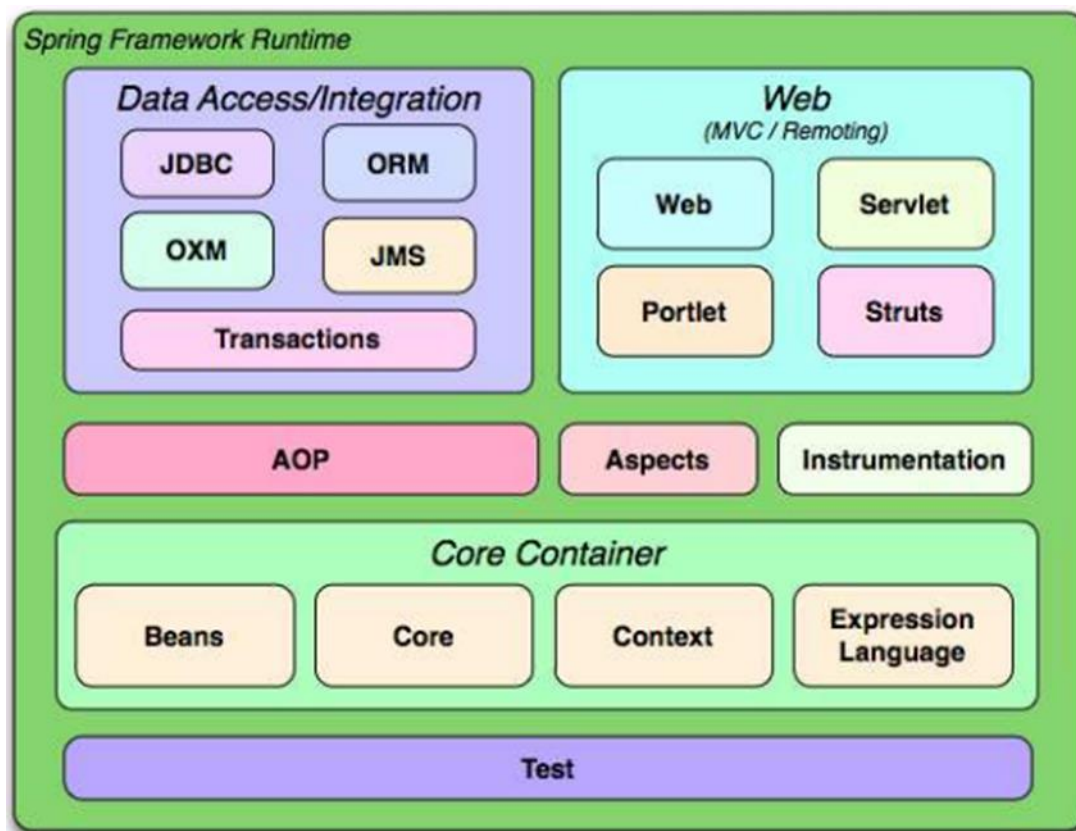 Spring Framework Runtime
Data Access/Integration
JDBC
ORM
OXM
JMS
Transactions
Web
(MVC / Remoting)
Web
Servlet
Portlet
Struts
AOP
Aspects
Instrumentation
Core Container
Beans
Core
Context
Expression
Language
Test